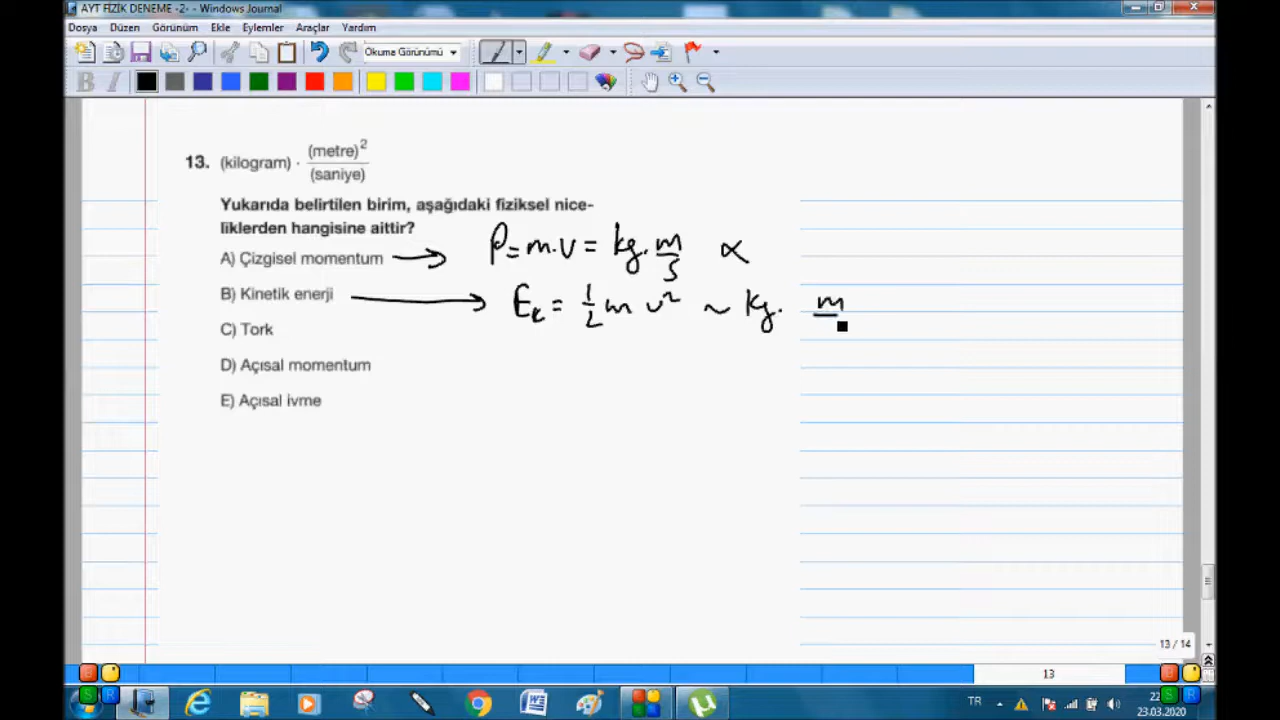 AYT FİZİK DENEME -2- - Windows Journal
Dosya Düzen Görünüm Ekle Eylemler Araçlar Yardım
Okuma Görünümü
B I
13. (kilogram) · (metre)² / (saniye)
Yukarıda belirtilen birim, aşağıdaki fiziksel nice-
liklerden hangisine aittir?
A) Çizgisel momentum → P = m.v = kg. m/s ∝
B) Kinetik enerji → Ek = 1/2 m v² ~ kg. m
C) Tork
D) Açısal momentum
E) Açısal ivme
13 / 14
13
TR
23.03.2020